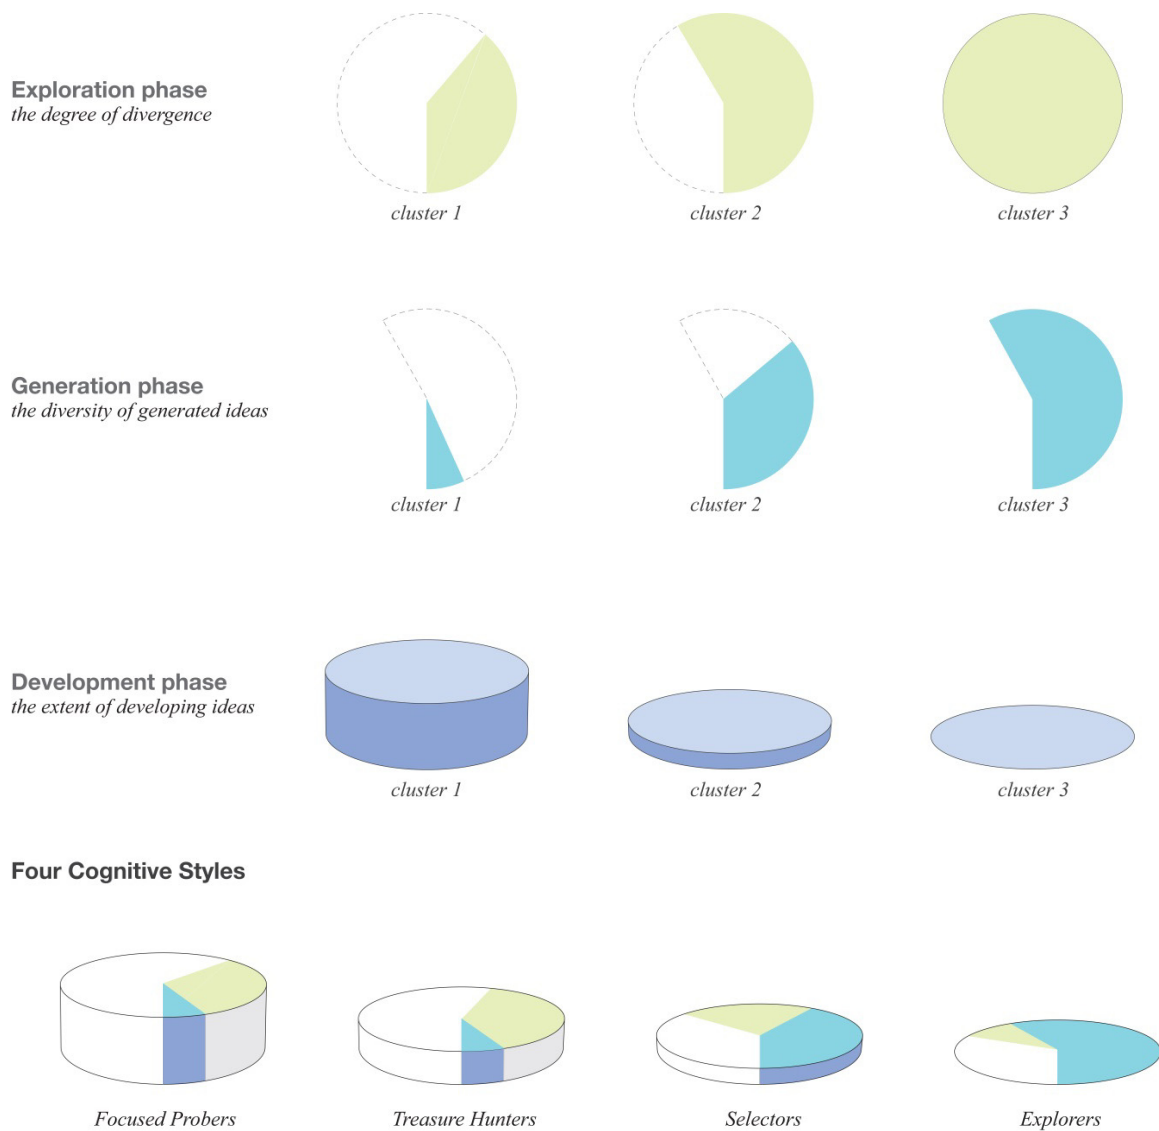 Exploration phase
the degree of divergence
cluster 1
cluster 2
cluster 3
Generation phase
the diversity of generated ideas
cluster 1
cluster 2
cluster 3
Development phase
the extent of developing ideas
cluster 1
cluster 2
cluster 3
Four Cognitive Styles
Focused Probers
Treasure Hunters
Selectors
Explorers